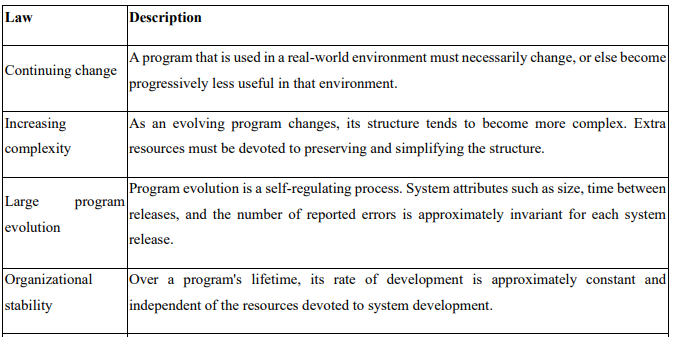 Law Description
Continuing change
A program that is used in a real-world environment must necessarily change, or else become
progressively less useful in that environment.
Increasing
complexity
As an evolving program changes, its structure tends to become more complex. Extra
resources must be devoted to preserving and simplifying the structure.
Large program
evolution
Program evolution is a self-regulating process. System attributes such as size, time between
releases, and the number of reported errors is approximately invariant for each system
release.
Organizational
stability
Over a program's lifetime, its rate of development is approximately constant and
independent of the resources devoted to system development.